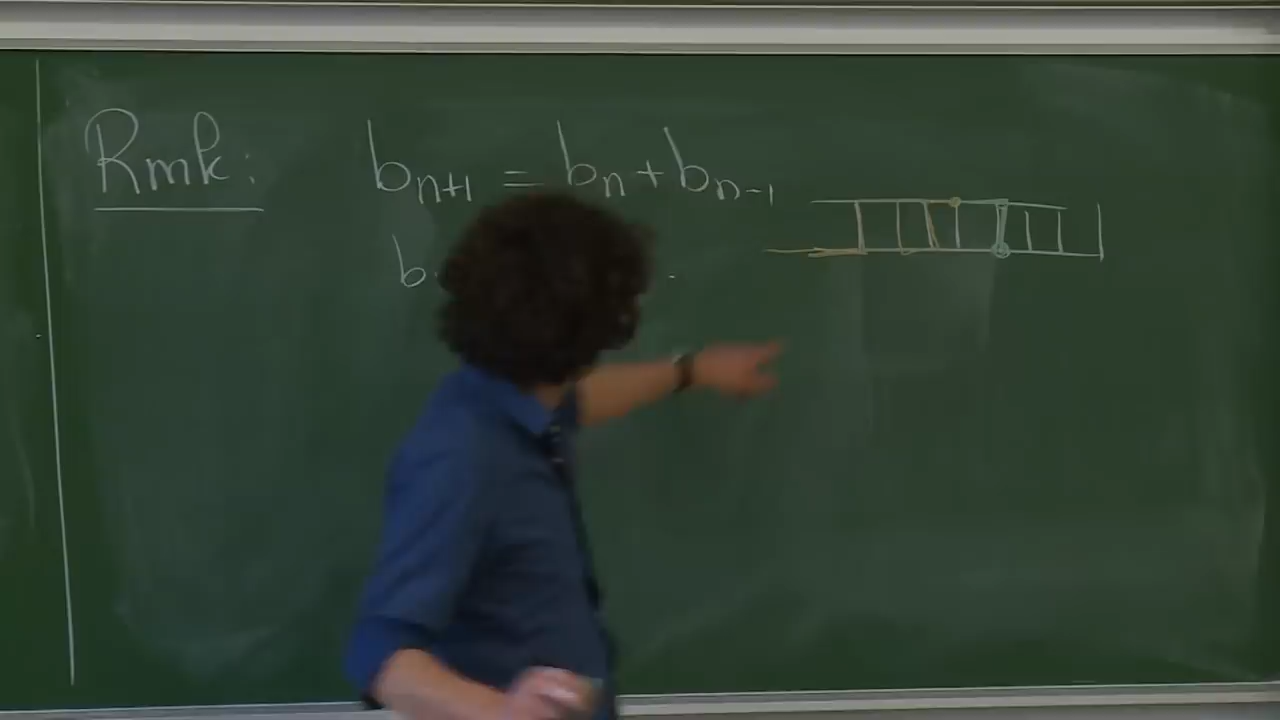 Rmk: b_{n+1} = b_n + b_{n-1}
b